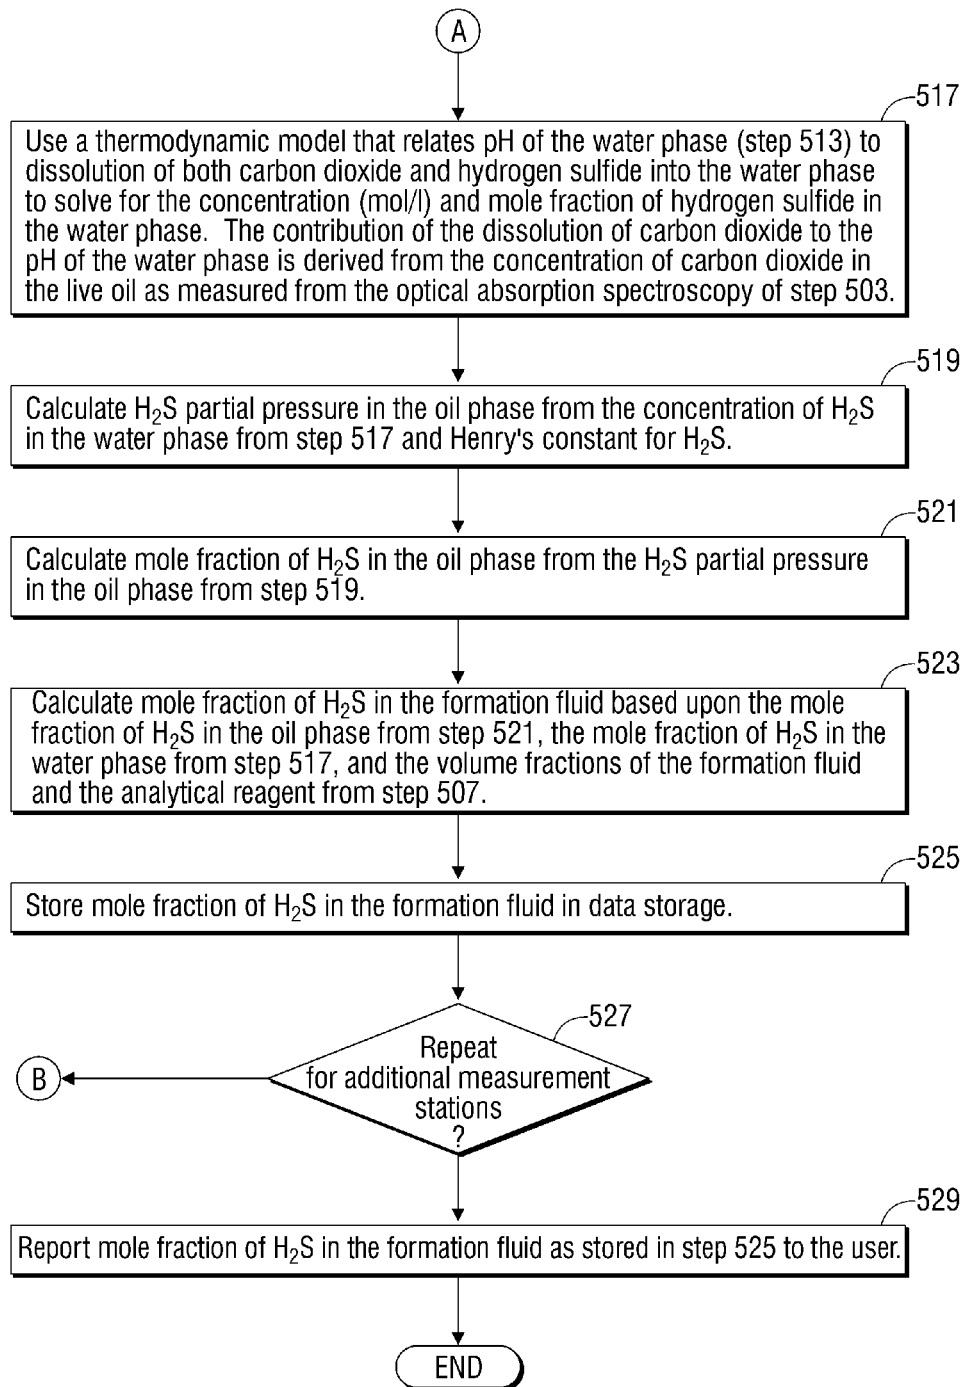 A
517
Use a thermodynamic model that relates pH of the water phase (step 513) to
dissolution of both carbon dioxide and hydrogen sulfide into the water phase
to solve for the concentration (mol/l) and mole fraction of hydrogen sulfide in
the water phase.  The contribution of the dissolution of carbon dioxide to the
pH of the water phase is derived from the concentration of carbon dioxide in
the live oil as measured from the optical absorption spectroscopy of step 503.
519
Calculate H₂S partial pressure in the oil phase from the concentration of H₂S
in the water phase from step 517 and Henry's constant for H₂S.
521
Calculate mole fraction of H₂S in the oil phase from the H₂S partial pressure
in the oil phase from step 519.
523
Calculate mole fraction of H₂S in the formation fluid based upon the mole
fraction of H₂S in the oil phase from step 521, the mole fraction of H₂S in the
water phase from step 517, and the volume fractions of the formation fluid
and the analytical reagent from step 507.
525
Store mole fraction of H₂S in the formation fluid in data storage.
527
Repeat
for additional measurement
stations
?
B
529
Report mole fraction of H₂S in the formation fluid as stored in step 525 to the user.
END